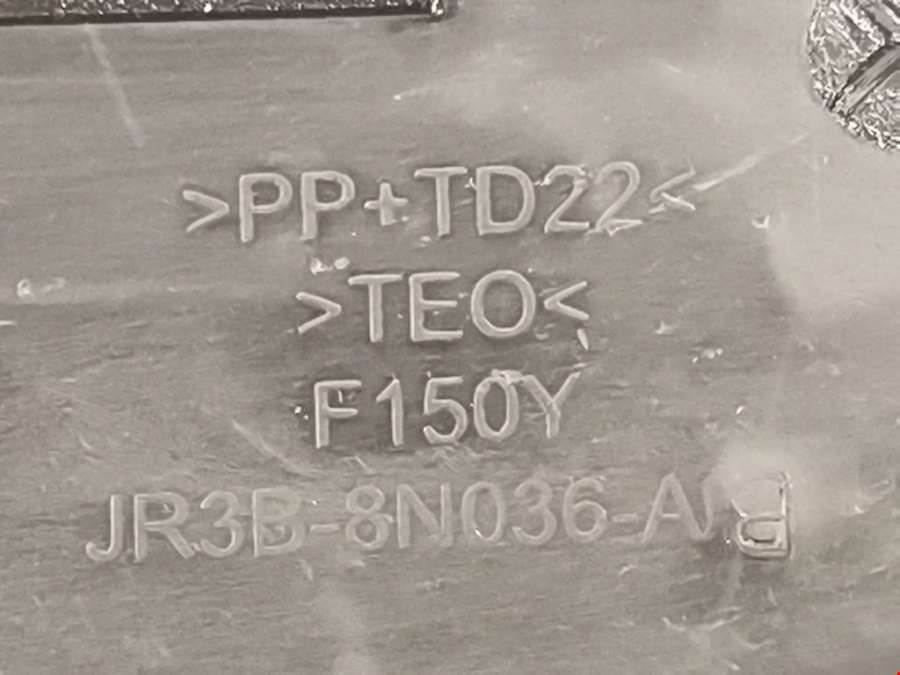 >PP+TD22<
>TEO<
F150Y
JR3B-8N036-A